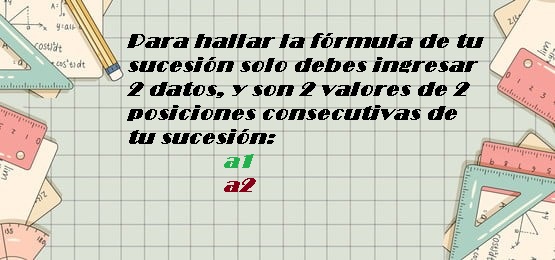 Para hallar la fórmula de tu
sucesión solo debes ingresar
2 datos, y son 2 valores de 2
posiciones consecutivas de
tu sucesión:
a1
a2